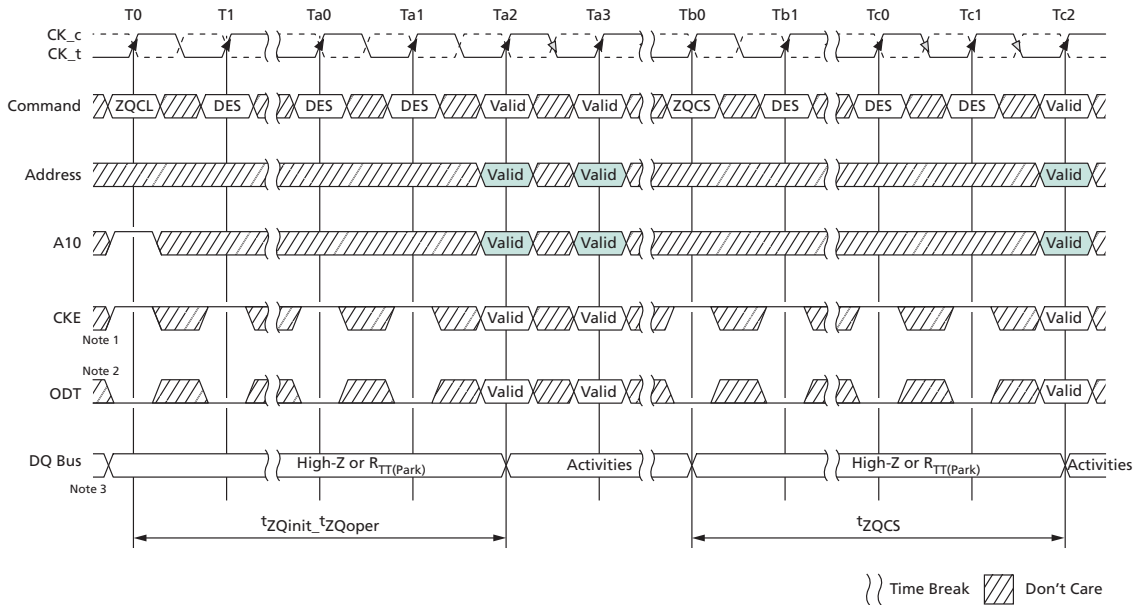 T0 T1 Ta0 Ta1 Ta2 Ta3 Tb0 Tb1 Tc0 Tc1 Tc2
CK_c
CK_t
Command ZQCL DES DES DES Valid Valid ZQCS DES DES DES Valid
Address Valid Valid Valid
A10 Valid Valid Valid
CKE Valid Valid Valid
Note 1
Note 2
ODT Valid Valid Valid
DQ Bus High-Z or RTT(Park) Activities High-Z or RTT(Park) Activities
Note 3
tZQinit_tZQoper tZQCS
Time Break Don't Care